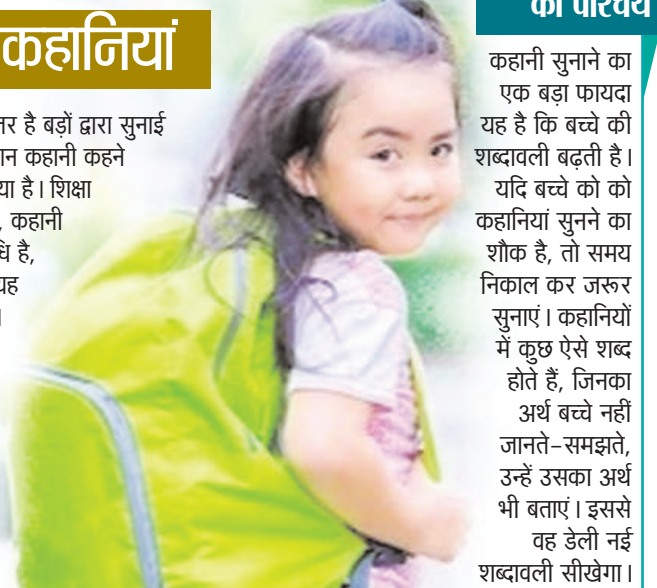 कहानियां
है बड़ों द्वारा सुनाई
कहानी कहने
है। शिक्षा
कहानी
है,
का परिचय
कहानी सुनाने का
एक बड़ा फायदा
यह है कि बच्चे की
शब्दावली बढ़ती है।
यदि बच्चे को को
कहानियां सुनने का
शौक है, तो समय
निकाल कर जरूर
सुनाएं। कहानियों
में कुछ ऐसे शब्द
होते हैं, जिनका
अर्थ बच्चे नहीं
जानते-समझते,
उन्हें उसका अर्थ
भी बताएं। इससे
वह डेली नई
शब्दावली सीखेगा।